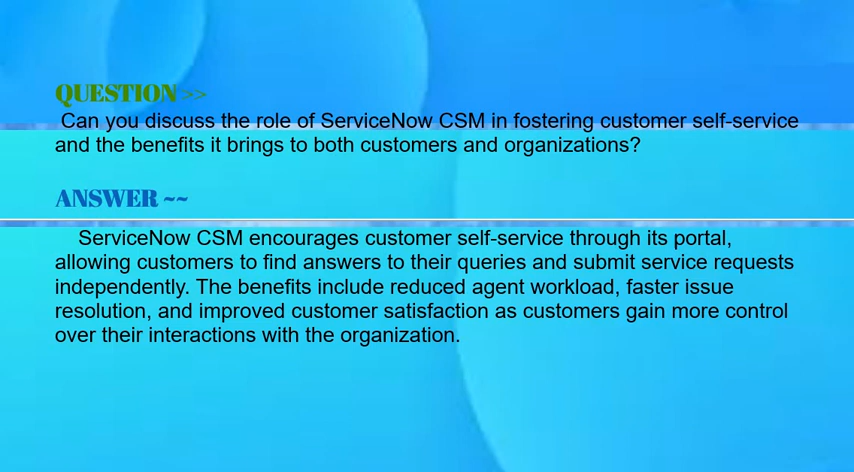 QUESTION >>
Can you discuss the role of ServiceNow CSM in fostering customer self-service
and the benefits it brings to both customers and organizations?
ANSWER ~~
ServiceNow CSM encourages customer self-service through its portal,
allowing customers to find answers to their queries and submit service requests
independently. The benefits include reduced agent workload, faster issue
resolution, and improved customer satisfaction as customers gain more control
over their interactions with the organization.